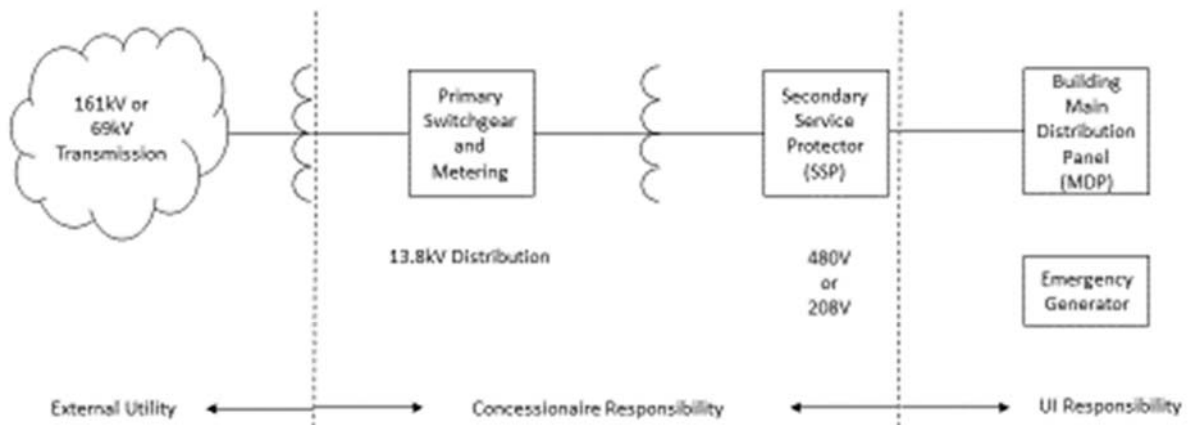 161kV or
69kV
Transmission
Primary
Switchgear
and
Metering
Secondary
Service
Protector
(SSP)
Building
Main
Distribution
Panel
(MDP)
13.8kV Distribution
480V
or
208V
Emergency
Generator
External Utility
Concessionaire Responsibility
UI Responsibility